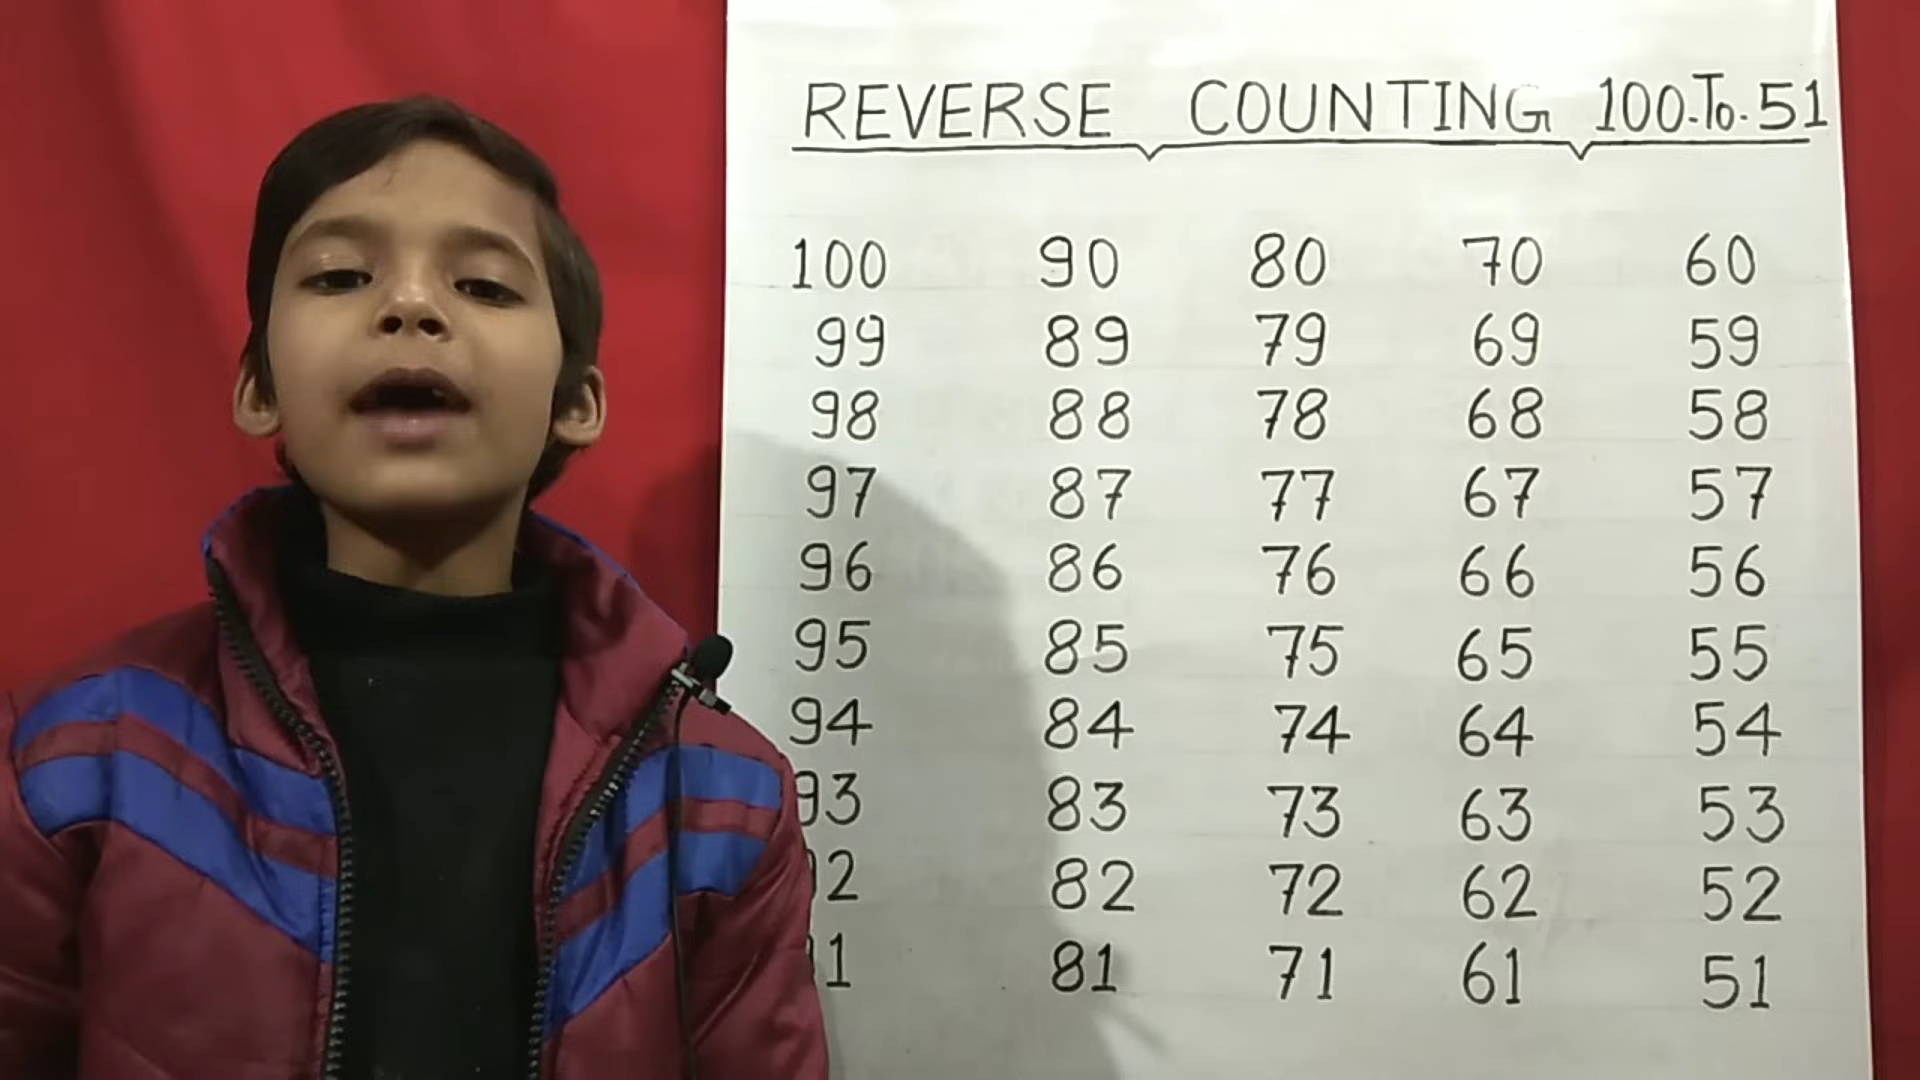 REVERSE COUNTING 100-To-51
100 90 80 70 60
99 89 79 69 59
98 88 78 68 58
97 87 77 67 57
96 86 76 66 56
95 85 75 65 55
94 84 74 64 54
93 83 73 63 53
2 82 72 62 52
1 81 71 61 51